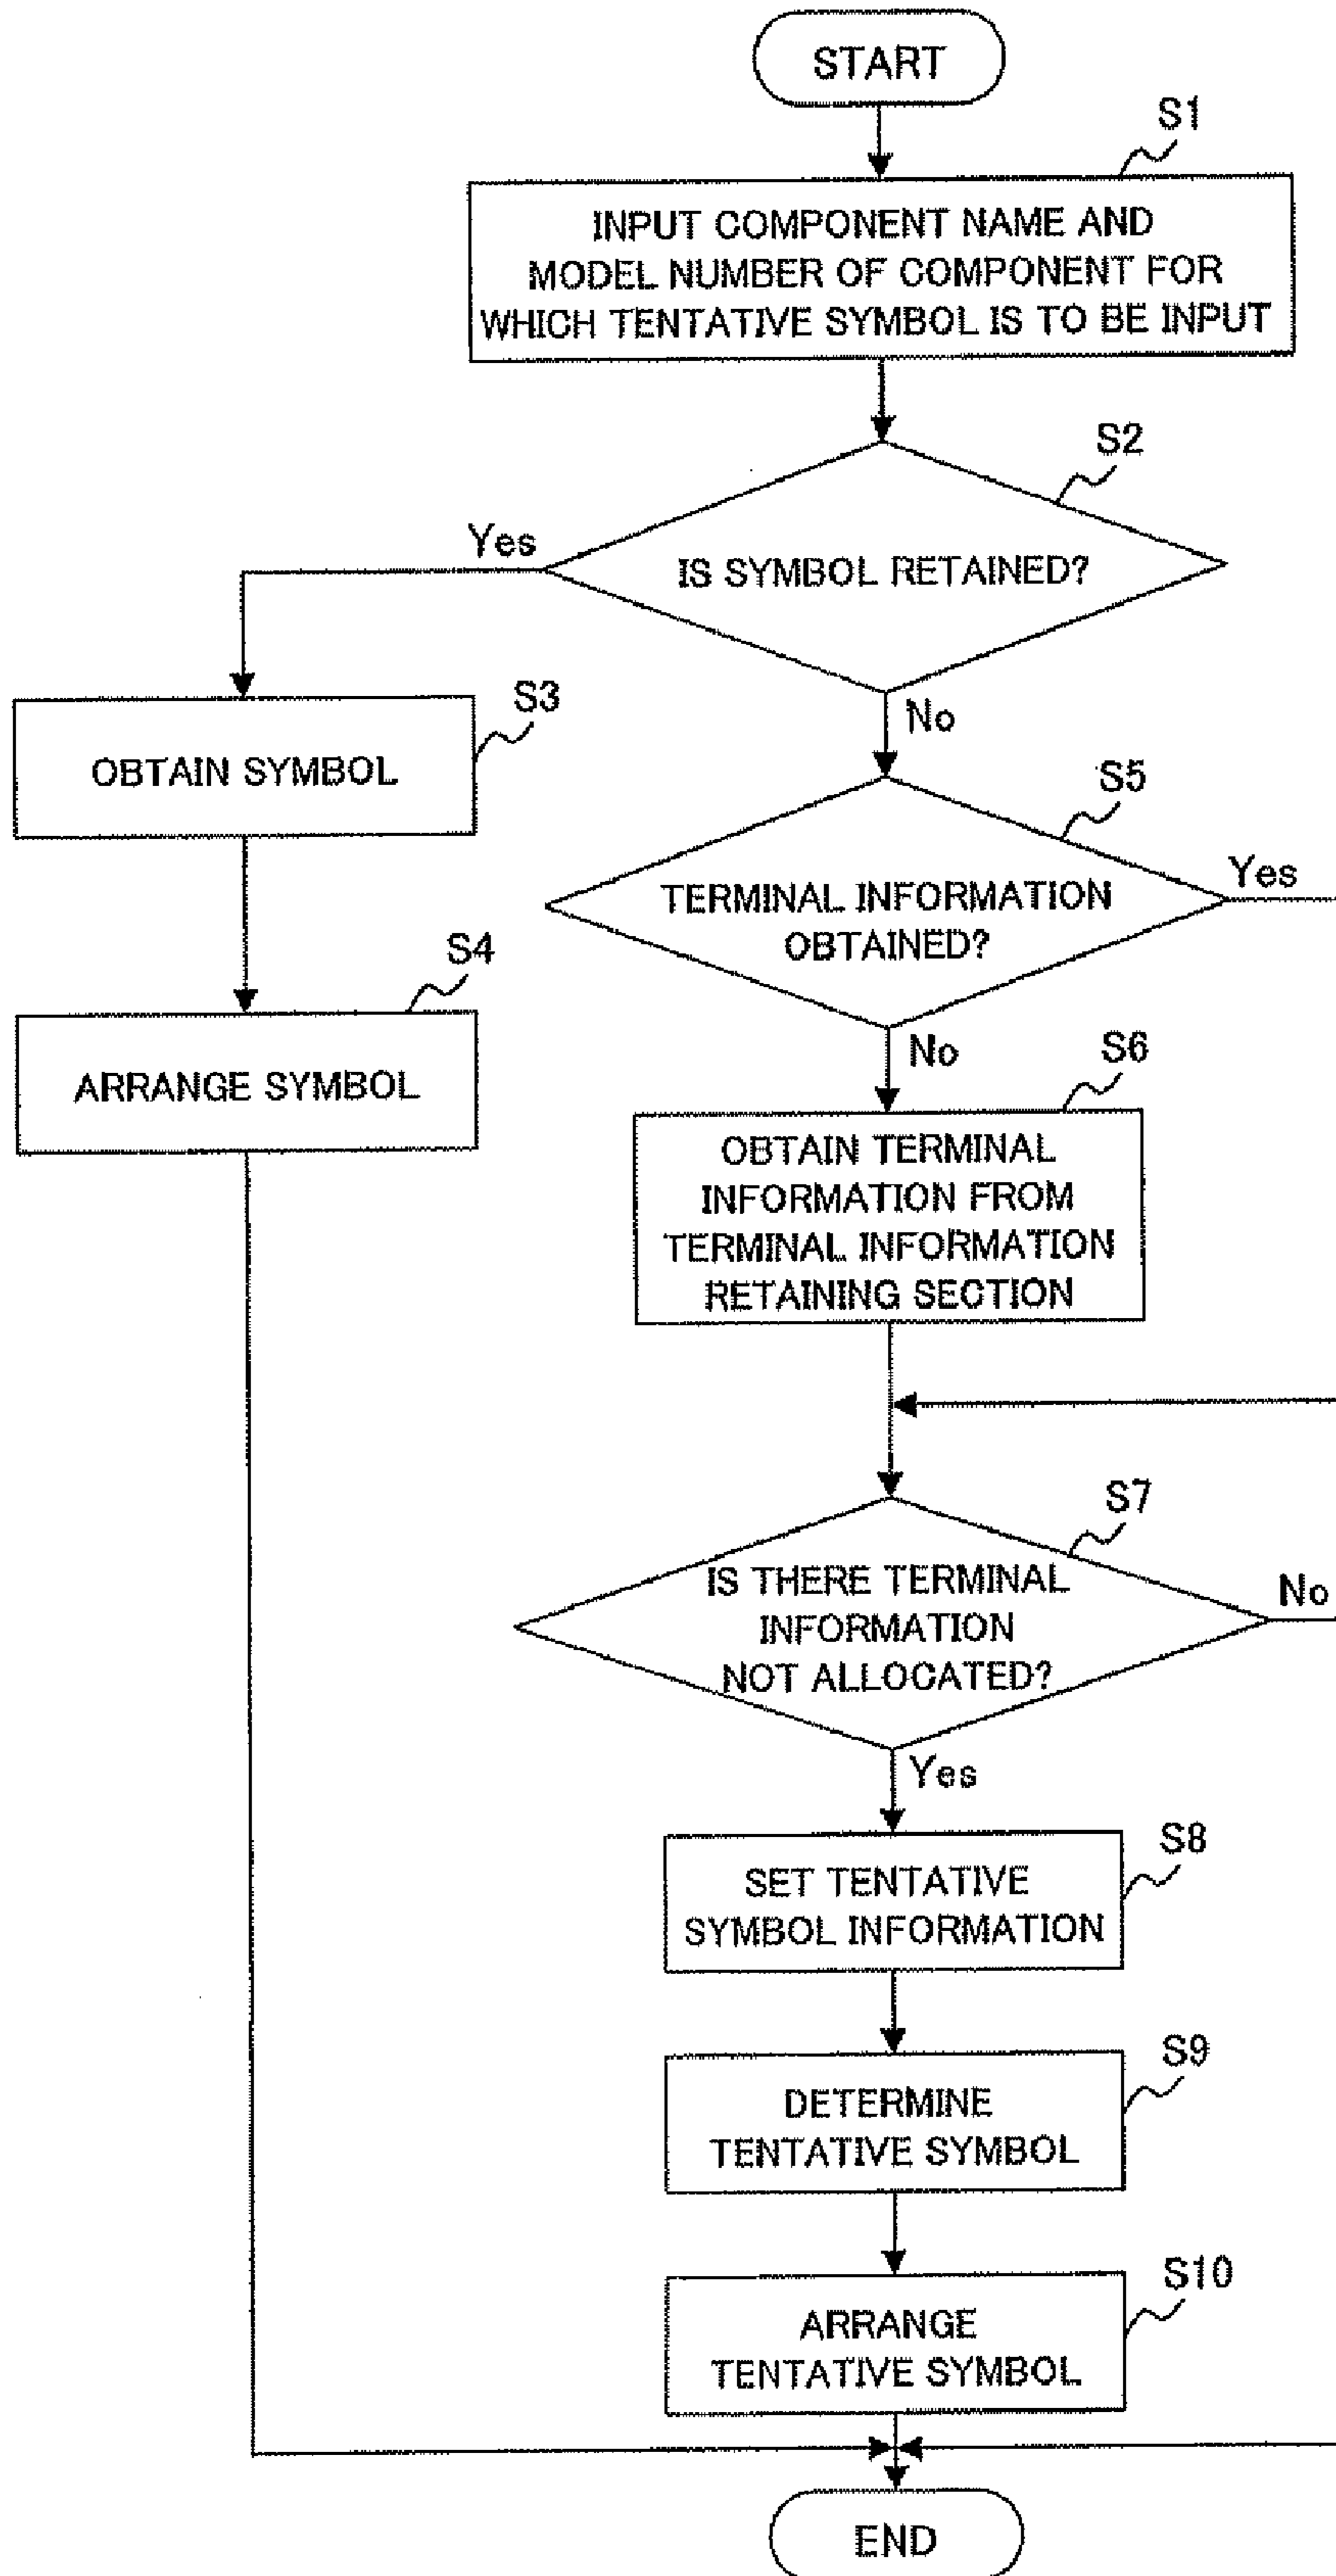 START
S1
INPUT COMPONENT NAME AND
MODEL NUMBER OF COMPONENT FOR
WHICH TENTATIVE SYMBOL IS TO BE INPUT
S2
Yes
IS SYMBOL RETAINED?
No
S3
OBTAIN SYMBOL
S4
ARRANGE SYMBOL
S5
Yes
TERMINAL INFORMATION
OBTAINED?
No
S6
OBTAIN TERMINAL
INFORMATION FROM
TERMINAL INFORMATION
RETAINING SECTION
S7
IS THERE TERMINAL
INFORMATION
NOT ALLOCATED?
No
Yes
S8
SET TENTATIVE
SYMBOL INFORMATION
S9
DETERMINE
TENTATIVE SYMBOL
S10
ARRANGE
TENTATIVE SYMBOL
END